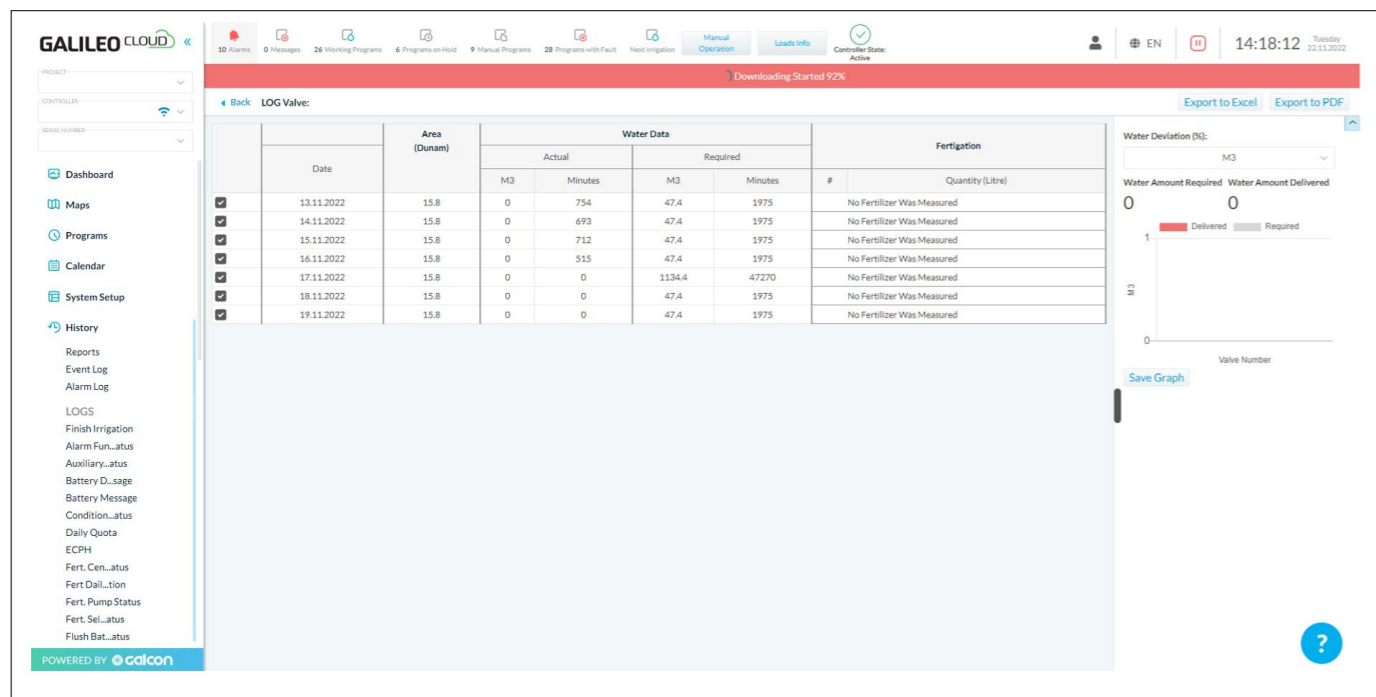 GALILEO CLOUD «
10 Alarms 0 Messages 26 Working Programs 6 Programs on Hold 9 Manual Programs 28 Programs with Fault Next Irrigation Manual Operation Loads Info Controller State: Active EN 14:18:12 Tuesday 22.11.2022
Downloading Started 92%
PROJECT
CONTROLLER
SERIAL NUMBER
Dashboard
Maps
Programs
Calendar
System Setup
History
Reports
Event Log
Alarm Log
LOGS
Finish Irrigation
Alarm Fun...atus
Auxiliary...atus
Battery D...sage
Battery Message
Condition...atus
Daily Quota
ECPH
Fert. Cen...atus
Fert Dail...tion
Fert. Pump Status
Fert. Sel...atus
Flush Bat...atus
POWERED BY Galcon
Back LOG Valve: Export to Excel Export to PDF
Date Area (Dunam) Water Data Fertigation
Actual Required
M3 Minutes M3 Minutes # Quantity (Litre)
13.11.2022 15.8 0 754 47.4 1975 No Fertilizer Was Measured
14.11.2022 15.8 0 693 47.4 1975 No Fertilizer Was Measured
15.11.2022 15.8 0 712 47.4 1975 No Fertilizer Was Measured
16.11.2022 15.8 0 515 47.4 1975 No Fertilizer Was Measured
17.11.2022 15.8 0 0 1134.4 47270 No Fertilizer Was Measured
18.11.2022 15.8 0 0 47.4 1975 No Fertilizer Was Measured
19.11.2022 15.8 0 0 47.4 1975 No Fertilizer Was Measured
Water Deviation (%):
M3
Water Amount Required Water Amount Delivered
0 0
Delivered Required
1
M3
0
Valve Number
Save Graph
?